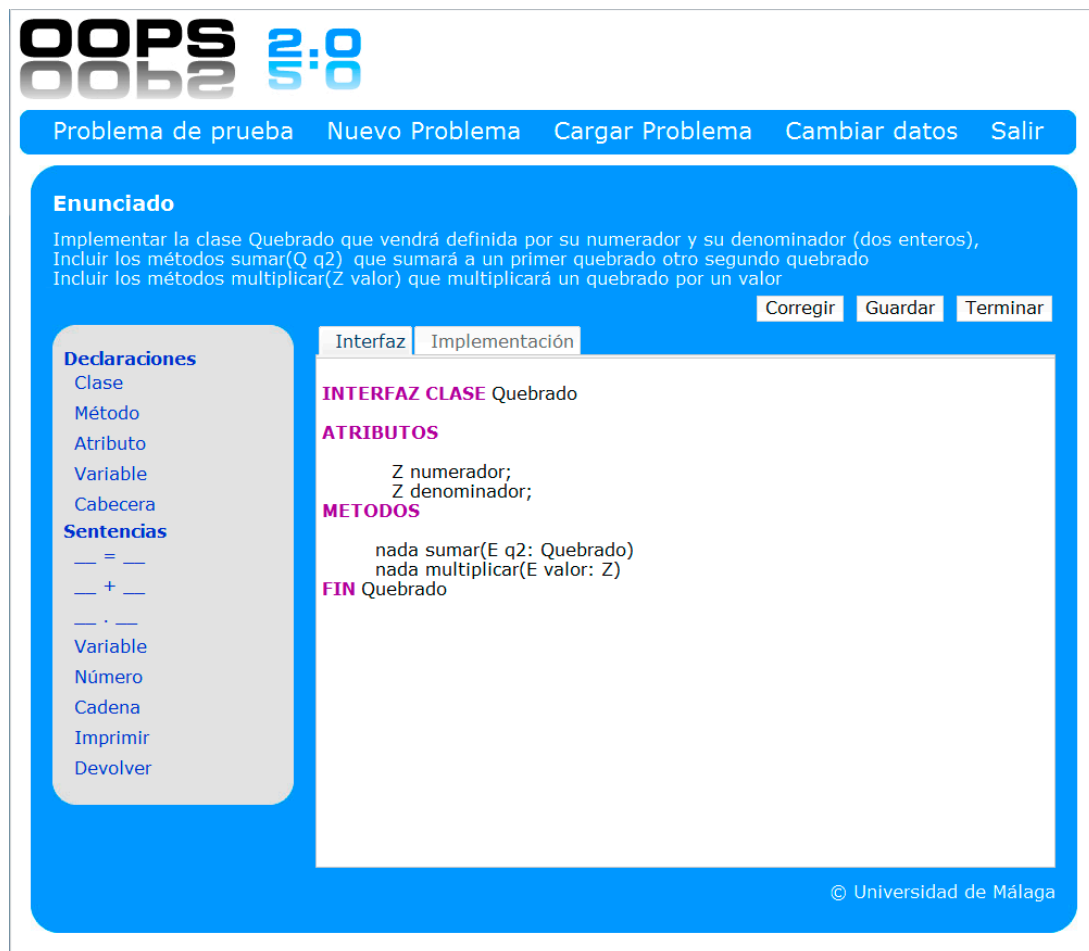 OOPS 2.0
Problema de prueba Nuevo Problema Cargar Problema Cambiar datos Salir
Enunciado
Implementar la clase Quebrado que vendrá definida por su numerador y su denominador (dos enteros),
Incluir los métodos sumar(Q q2) que sumará a un primer quebrado otro segundo quebrado
Incluir los métodos multiplicar(Z valor) que multiplicará un quebrado por un valor
Corregir Guardar Terminar
Declaraciones
Clase
Método
Atributo
Variable
Cabecera
Sentencias
__ = __
__ + __
__ . __
Variable
Número
Cadena
Imprimir
Devolver
Interfaz Implementación
INTERFAZ CLASE Quebrado
ATRIBUTOS
Z numerador;
Z denominador;
METODOS
nada sumar(E q2: Quebrado)
nada multiplicar(E valor: Z)
FIN Quebrado
© Universidad de Málaga